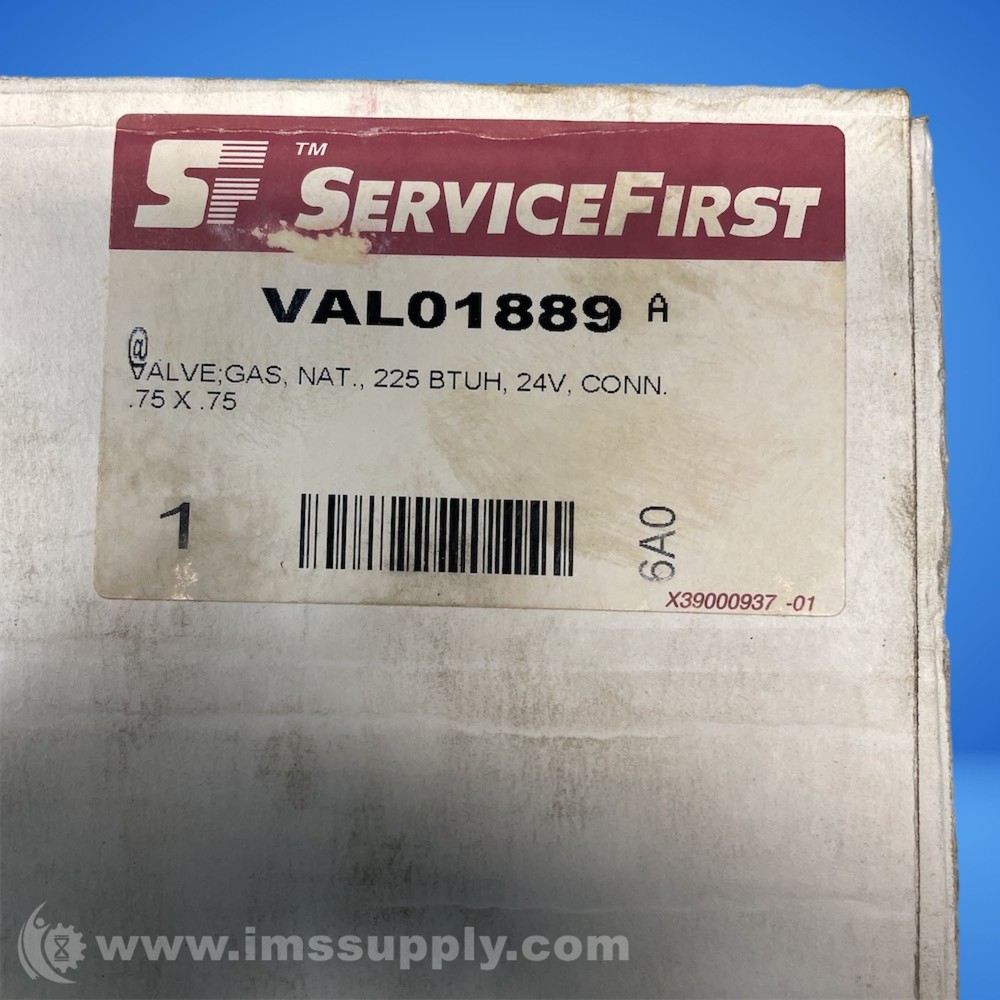 SF ™ SERVICEFIRST
VAL01889 A
@
VALVE;GAS, NAT., 225 BTUH, 24V, CONN.
.75 X .75
1
6A0
X39000937 -01
www.imssupply.com